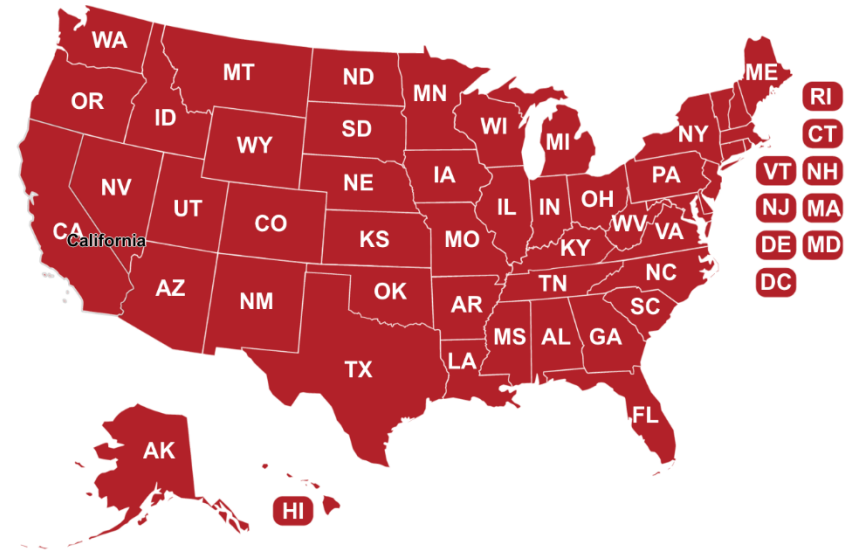 WA
MT
ND
MN
ME
OR
ID
SD
WI
MI
NY
RI
WY
CT
NV
NE
IA
PA
VT
NH
UT
CO
IL
IN
OH
WV
NJ
MA
CA
California
KS
MO
KY
VA
DE
MD
AZ
NM
OK
AR
TN
NC
DC
SC
TX
LA
MS
AL
GA
FL
AK
HI